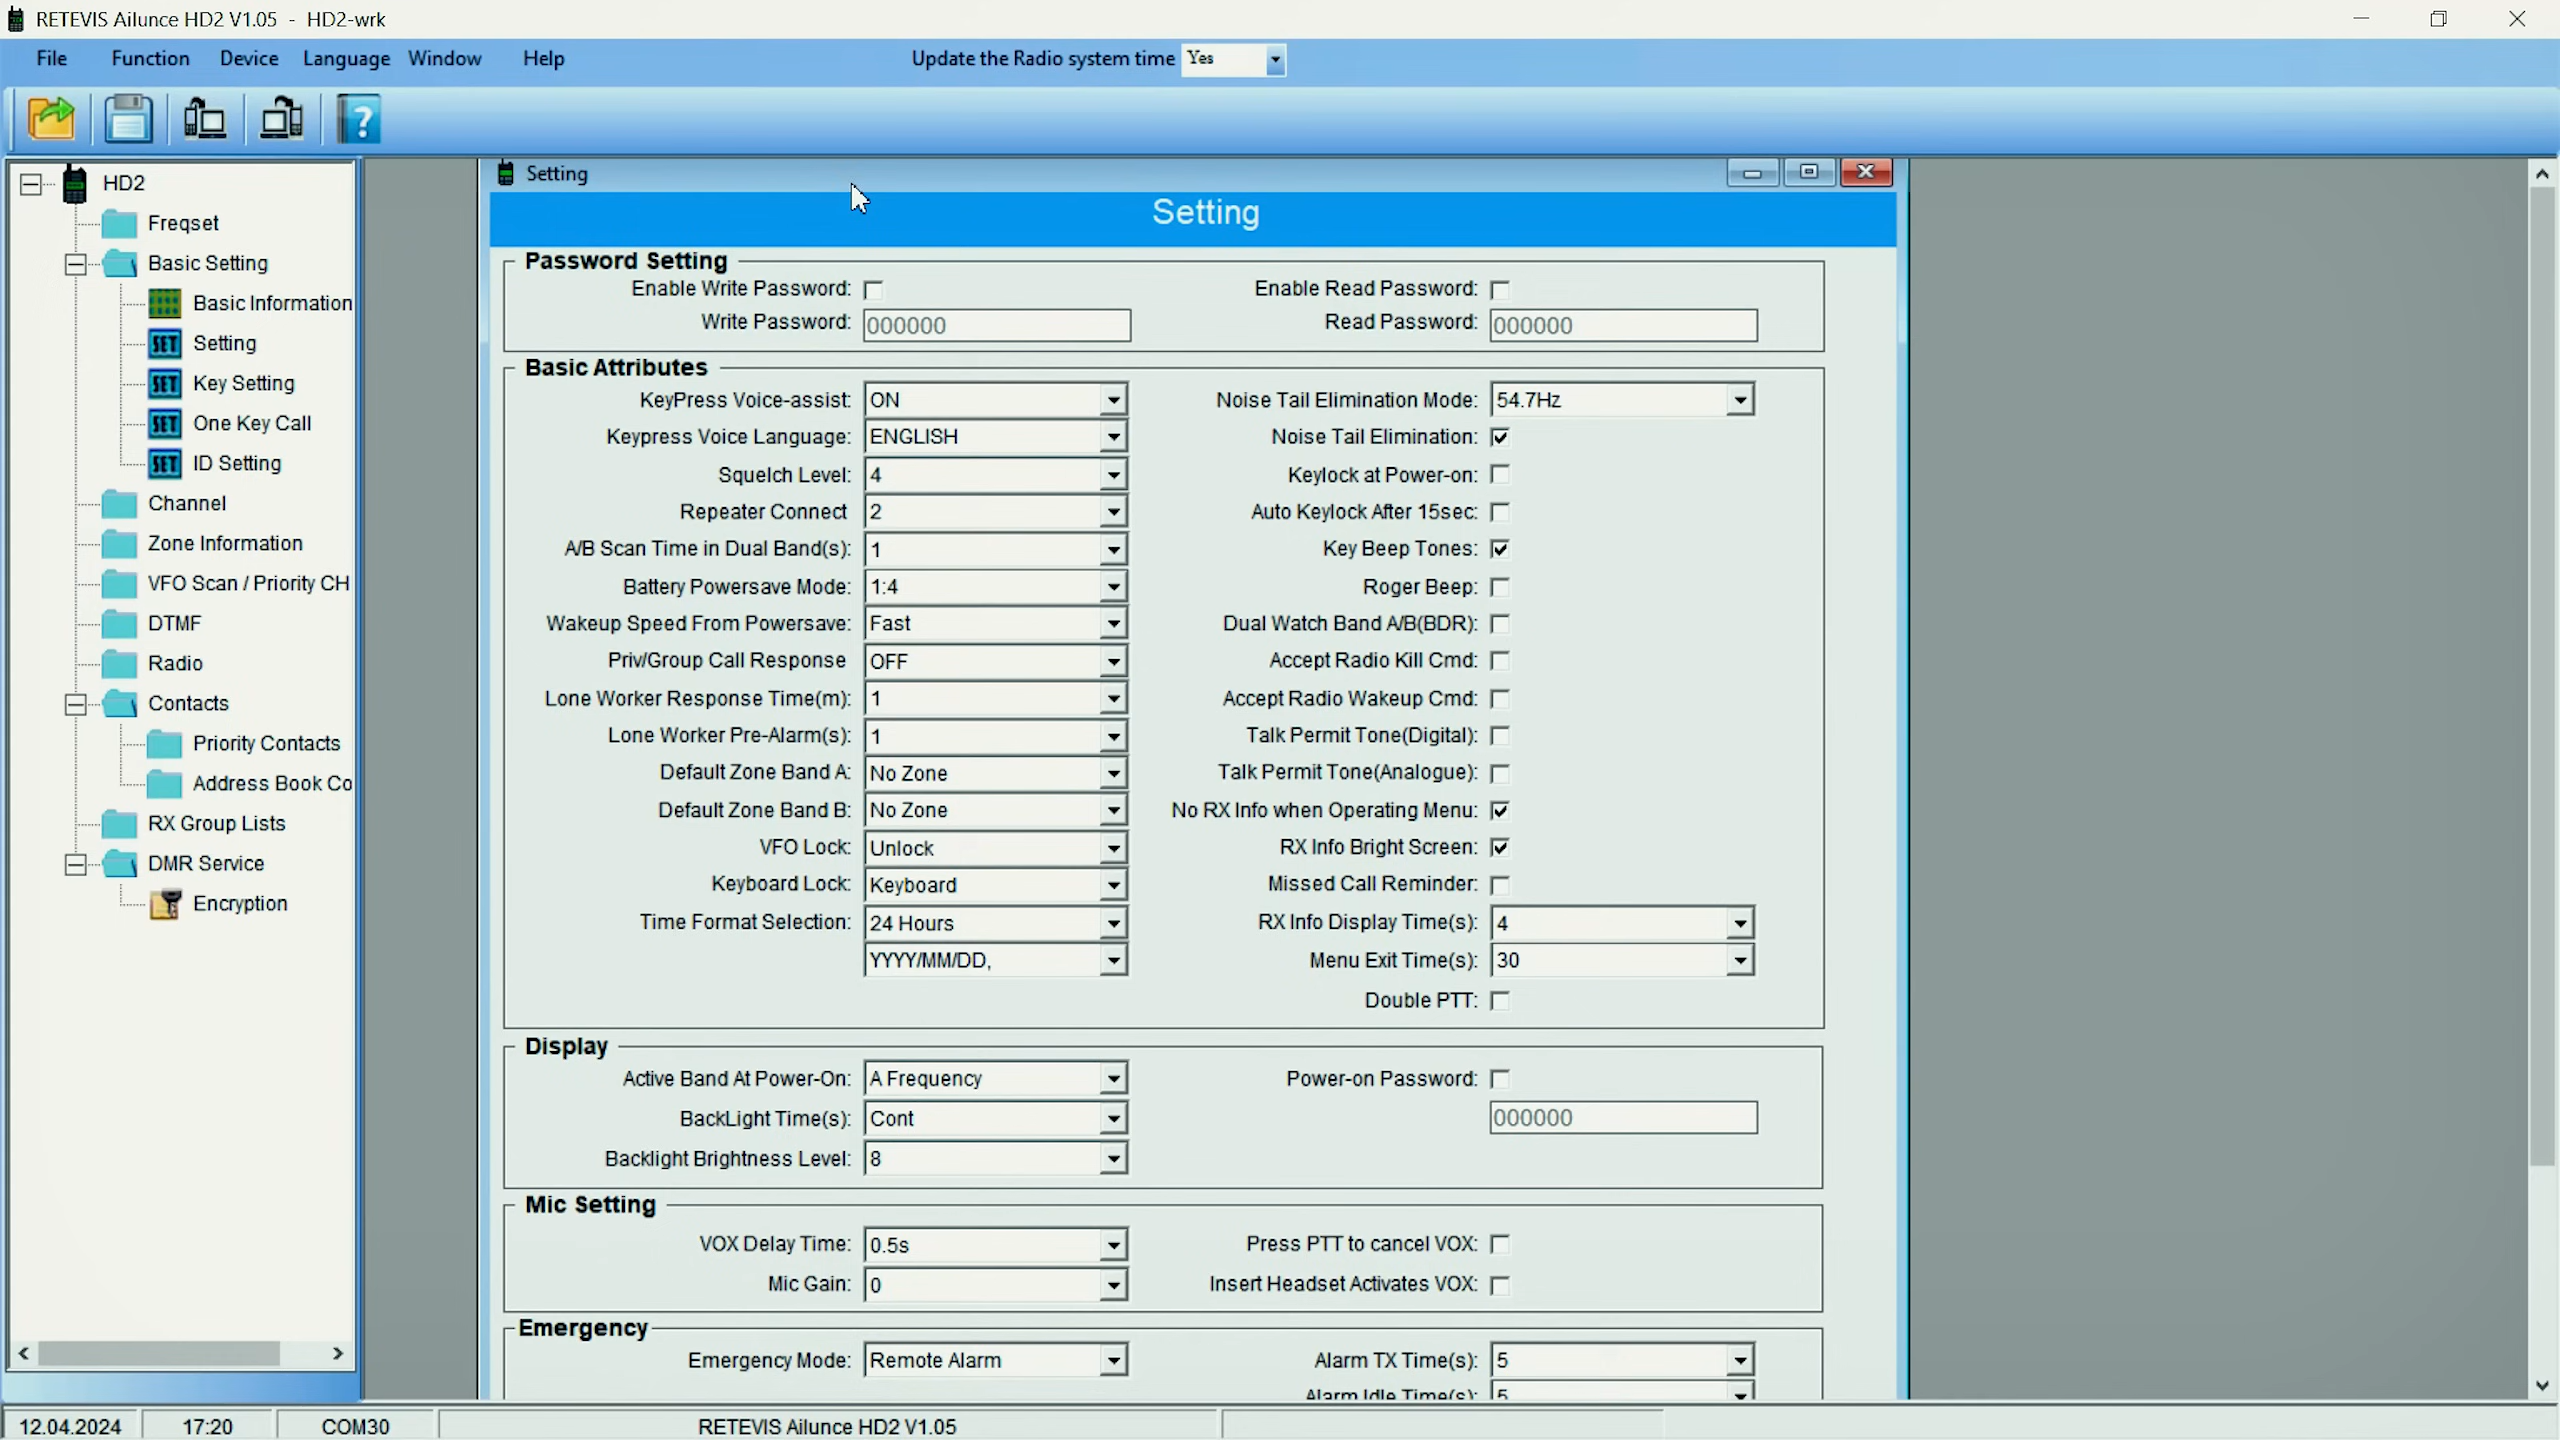 RETEVIS Ailunce HD2 V1.05 - HD2-wrk
File Function Device Language Window Help Update the Radio system time Yes
HD2
Freqset
Basic Setting
Basic Information
Setting
Key Setting
One Key Call
ID Setting
Channel
Zone Information
VFO Scan / Priority CH
DTMF
Radio
Contacts
Priority Contacts
Address Book Co
RX Group Lists
DMR Service
Encryption
Setting
Setting
Password Setting
Enable Write Password: Enable Read Password:
Write Password: 000000 Read Password: 000000
Basic Attributes
KeyPress Voice-assist: ON Noise Tail Elimination Mode: 54.7Hz
Keypress Voice Language: ENGLISH Noise Tail Elimination:
Squelch Level: 4 Keylock at Power-on:
Repeater Connect 2 Auto Keylock After 15sec:
A/B Scan Time in Dual Band(s): 1 Key Beep Tones:
Battery Powersave Mode: 1:4 Roger Beep:
Wakeup Speed From Powersave: Fast Dual Watch Band A/B(BDR):
Priv/Group Call Response OFF Accept Radio Kill Cmd:
Lone Worker Response Time(m): 1 Accept Radio Wakeup Cmd:
Lone Worker Pre-Alarm(s): 1 Talk Permit Tone(Digital):
Default Zone Band A: No Zone Talk Permit Tone(Analogue):
Default Zone Band B: No Zone No RX Info when Operating Menu:
VFO Lock: Unlock RX Info Bright Screen:
Keyboard Lock: Keyboard Missed Call Reminder:
Time Format Selection: 24 Hours RX Info Display Time(s): 4
YYYY/MM/DD, Menu Exit Time(s): 30
Double PTT:
Display
Active Band At Power-On: A Frequency Power-on Password:
BackLight Time(s): Cont 000000
Backlight Brightness Level: 8
Mic Setting
VOX Delay Time: 0.5s Press PTT to cancel VOX:
Mic Gain: 0 Insert Headset Activates VOX:
Emergency
Emergency Mode: Remote Alarm Alarm TX Time(s): 5
Alarm Idle Time(s): 5
12.04.2024 17:20 COM30 RETEVIS Ailunce HD2 V1.05